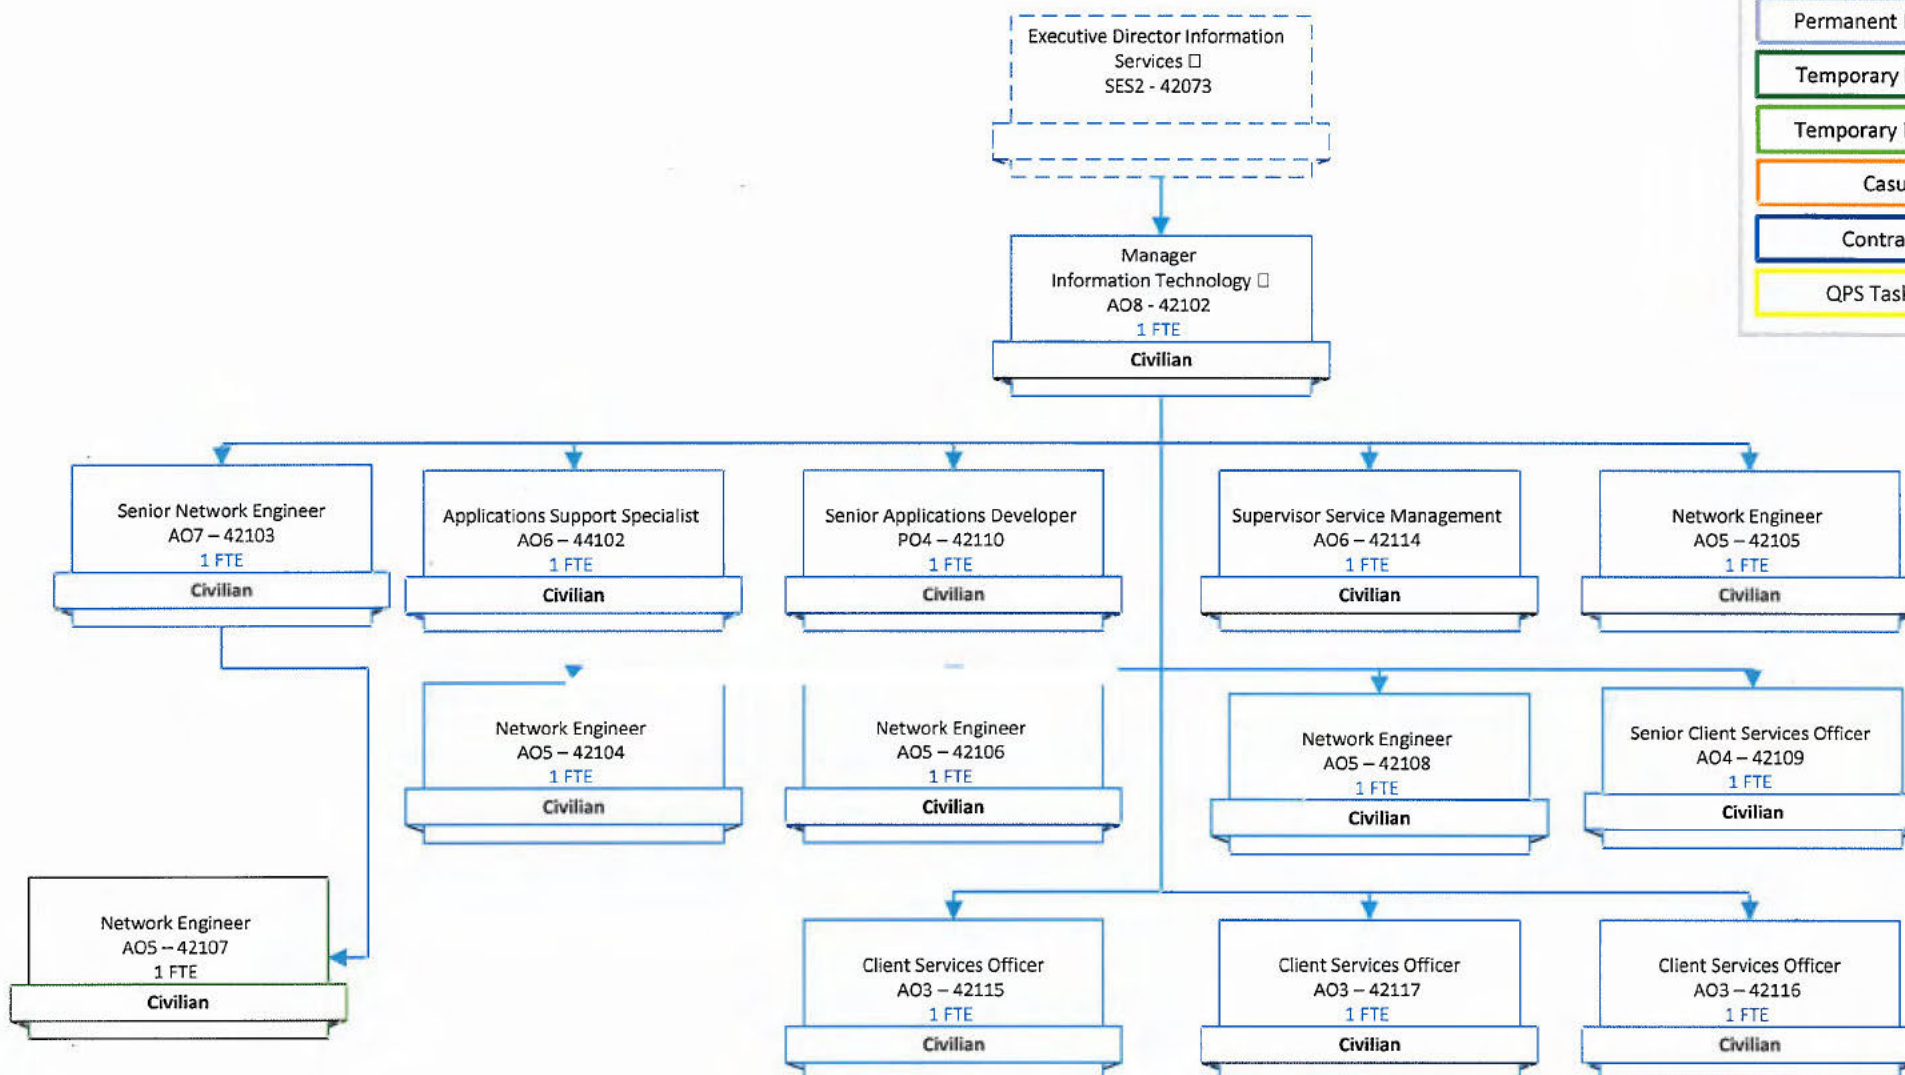 Executive Director Information
Services □
SES2 - 42073
Permanent
Temporary
Temporary
Casu
Contra
QPS Task
Manager
Information Technology □
AO8 - 42102
1 FTE
Civilian
Senior Network Engineer
AO7 – 42103
1 FTE
Civilian
Applications Support Specialist
AO6 – 44102
1 FTE
Civilian
Senior Applications Developer
PO4 – 42110
1 FTE
Civilian
Supervisor Service Management
AO6 – 42114
1 FTE
Civilian
Network Engineer
AO5 – 42105
1 FTE
Civilian
Network Engineer
AO5 – 42104
1 FTE
Civilian
Network Engineer
AO5 – 42106
1 FTE
Civilian
Network Engineer
AO5 – 42108
1 FTE
Civilian
Senior Client Services Officer
AO4 – 42109
1 FTE
Civilian
Network Engineer
AO5 – 42107
1 FTE
Civilian
Client Services Officer
AO3 – 42115
1 FTE
Civilian
Client Services Officer
AO3 – 42117
1 FTE
Civilian
Client Services Officer
AO3 – 42116
1 FTE
Civilian